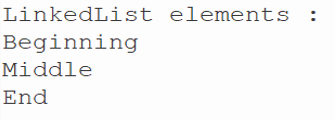 LinkedList elements :
Beginning
Middle
End